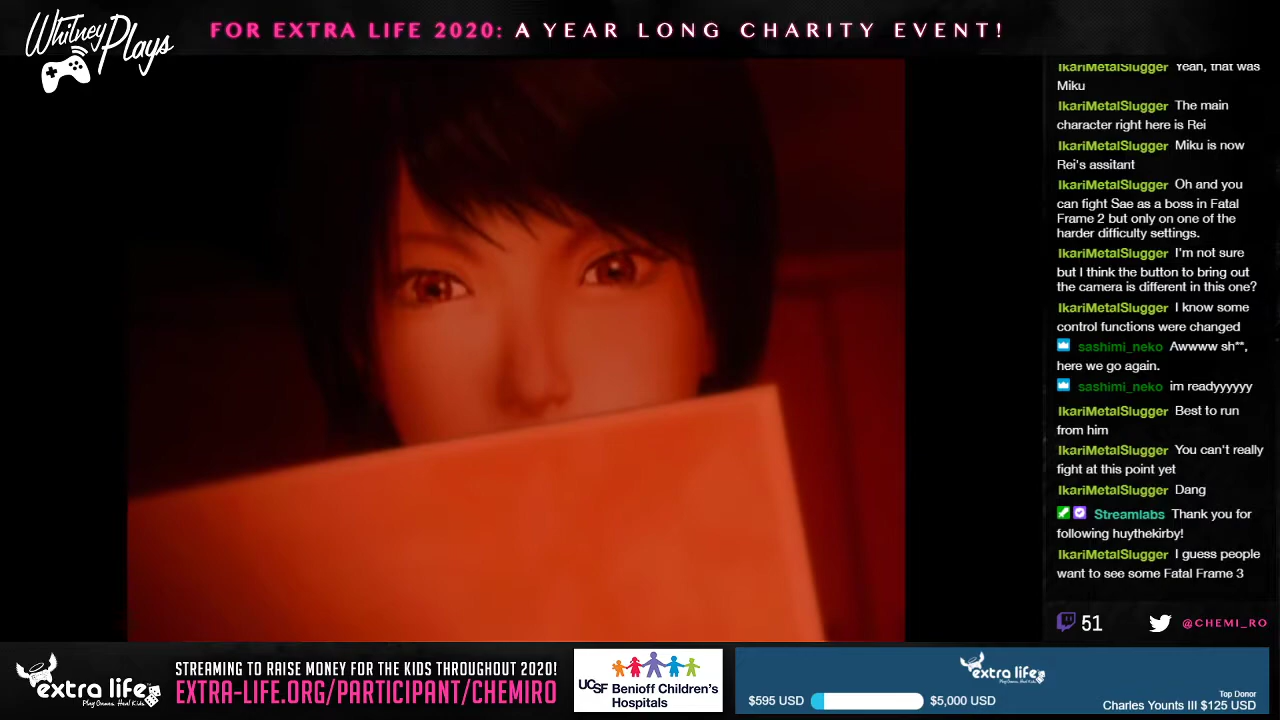 Whitney Plays
FOR EXTRA LIFE 2020: A YEAR LONG CHARITY EVENT!
IkariMetalSlugger Yeah, that was
Miku
IkariMetalSlugger The main
character right here is Rei
IkariMetalSlugger Miku is now
Rei's assitant
IkariMetalSlugger Oh and you
can fight Sae as a boss in Fatal
Frame 2 but only on one of the
harder difficulty settings.
IkariMetalSlugger I'm not sure
but I think the button to bring out
the camera is different in this one?
IkariMetalSlugger I know some
control functions were changed
sashimi_neko Awwww sh**,
here we go again.
sashimi_neko im readyyyyyy
IkariMetalSlugger Best to run
from him
IkariMetalSlugger You can't really
fight at this point yet
IkariMetalSlugger Dang
Streamlabs Thank you for
following huythekirby!
IkariMetalSlugger I guess people
want to see some Fatal Frame 3
51
@CHEMI_RO
extra life
Play Games. Heal Kids.
STREAMING TO RAISE MONEY FOR THE KIDS THROUGHOUT 2020!
EXTRA-LIFE.ORG/PARTICIPANT/CHEMIRO
UCSF Benioff Children's
Hospitals
extra life
Play Games. Heal Kids.
$595 USD
$5,000 USD
Top Donor
Charles Younts III $125 USD